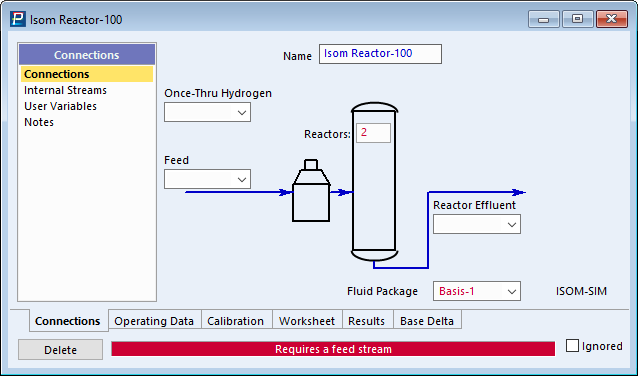 Isom Reactor-100
Connections
Connections
Internal Streams
User Variables
Notes
Name Isom Reactor-100
Once-Thru Hydrogen
Reactors: 2
Feed
Reactor Effluent
Fluid Package Basis-1 ISOM-SIM
Connections Operating Data Calibration Worksheet Results Base Delta
Delete Requires a feed stream Ignored